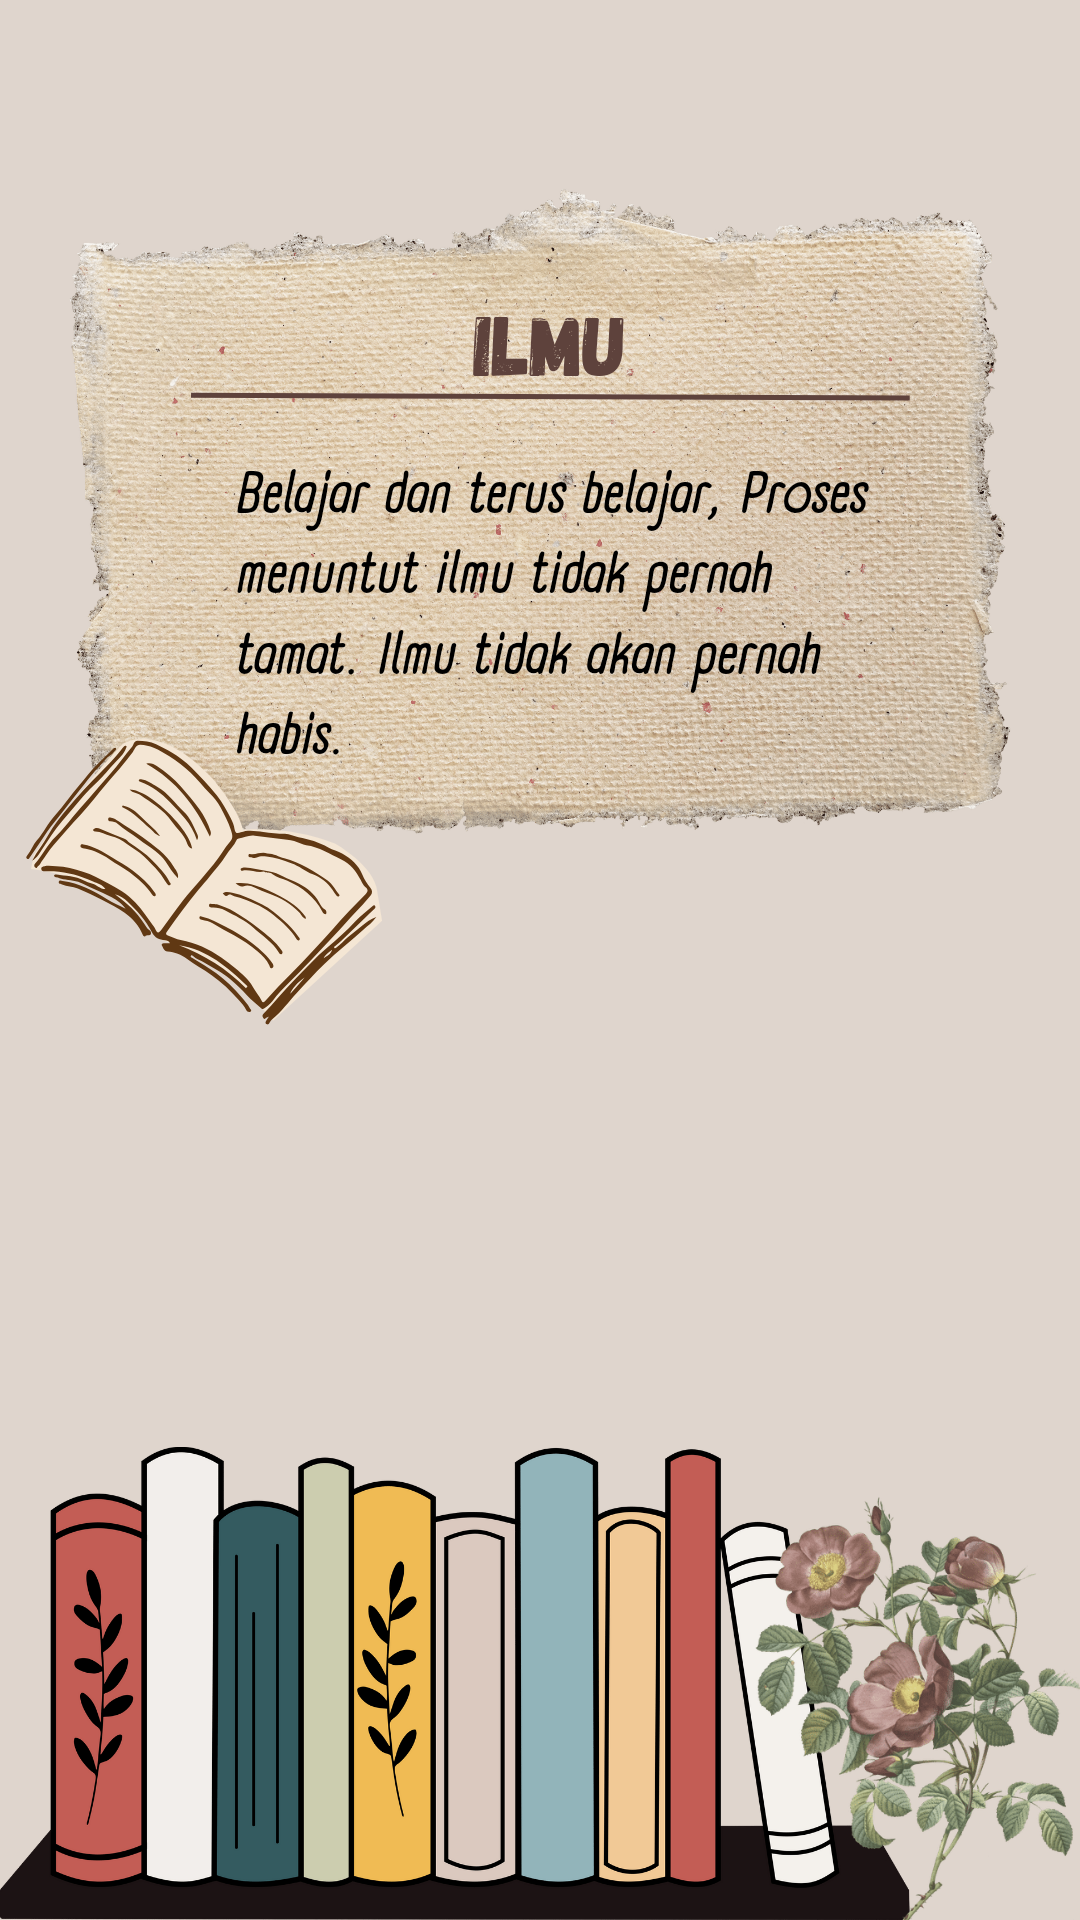 ILMU
Belajar dan terus belajar, Proses
menuntut ilmu tidak pernah
tamat. Ilmu tidak akan pernah
habis.